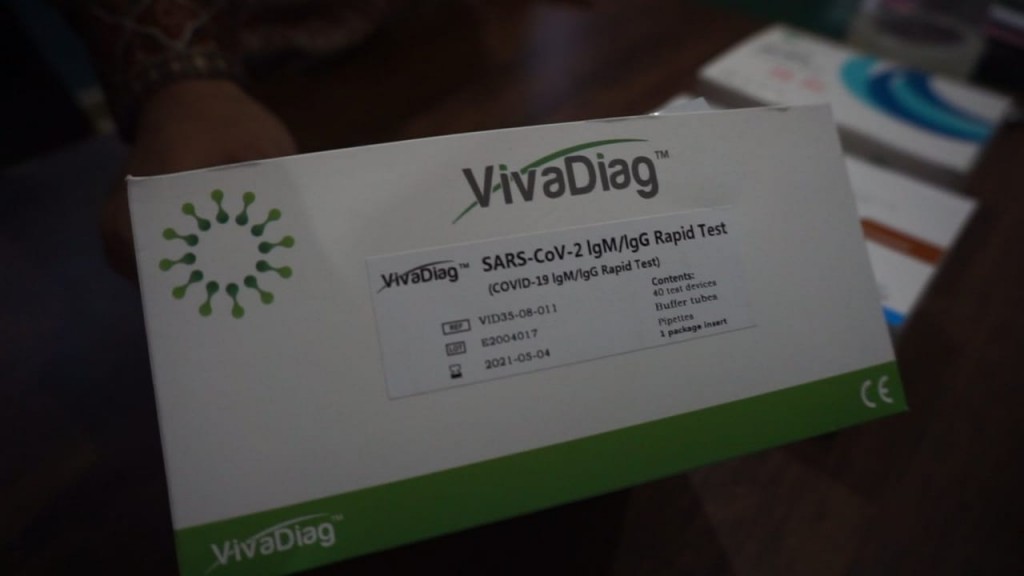 VivaDiag™
VivaDiag™ SARS-CoV-2 IgM/IgG Rapid Test
(COVID-19 IgM/IgG Rapid Test)
REF VID35-08-011
LOT E2004017
2021-05-04
Contents:
40 test devices
Buffer tubes
Pipettes
1 package insert
CE
VivaDiag™